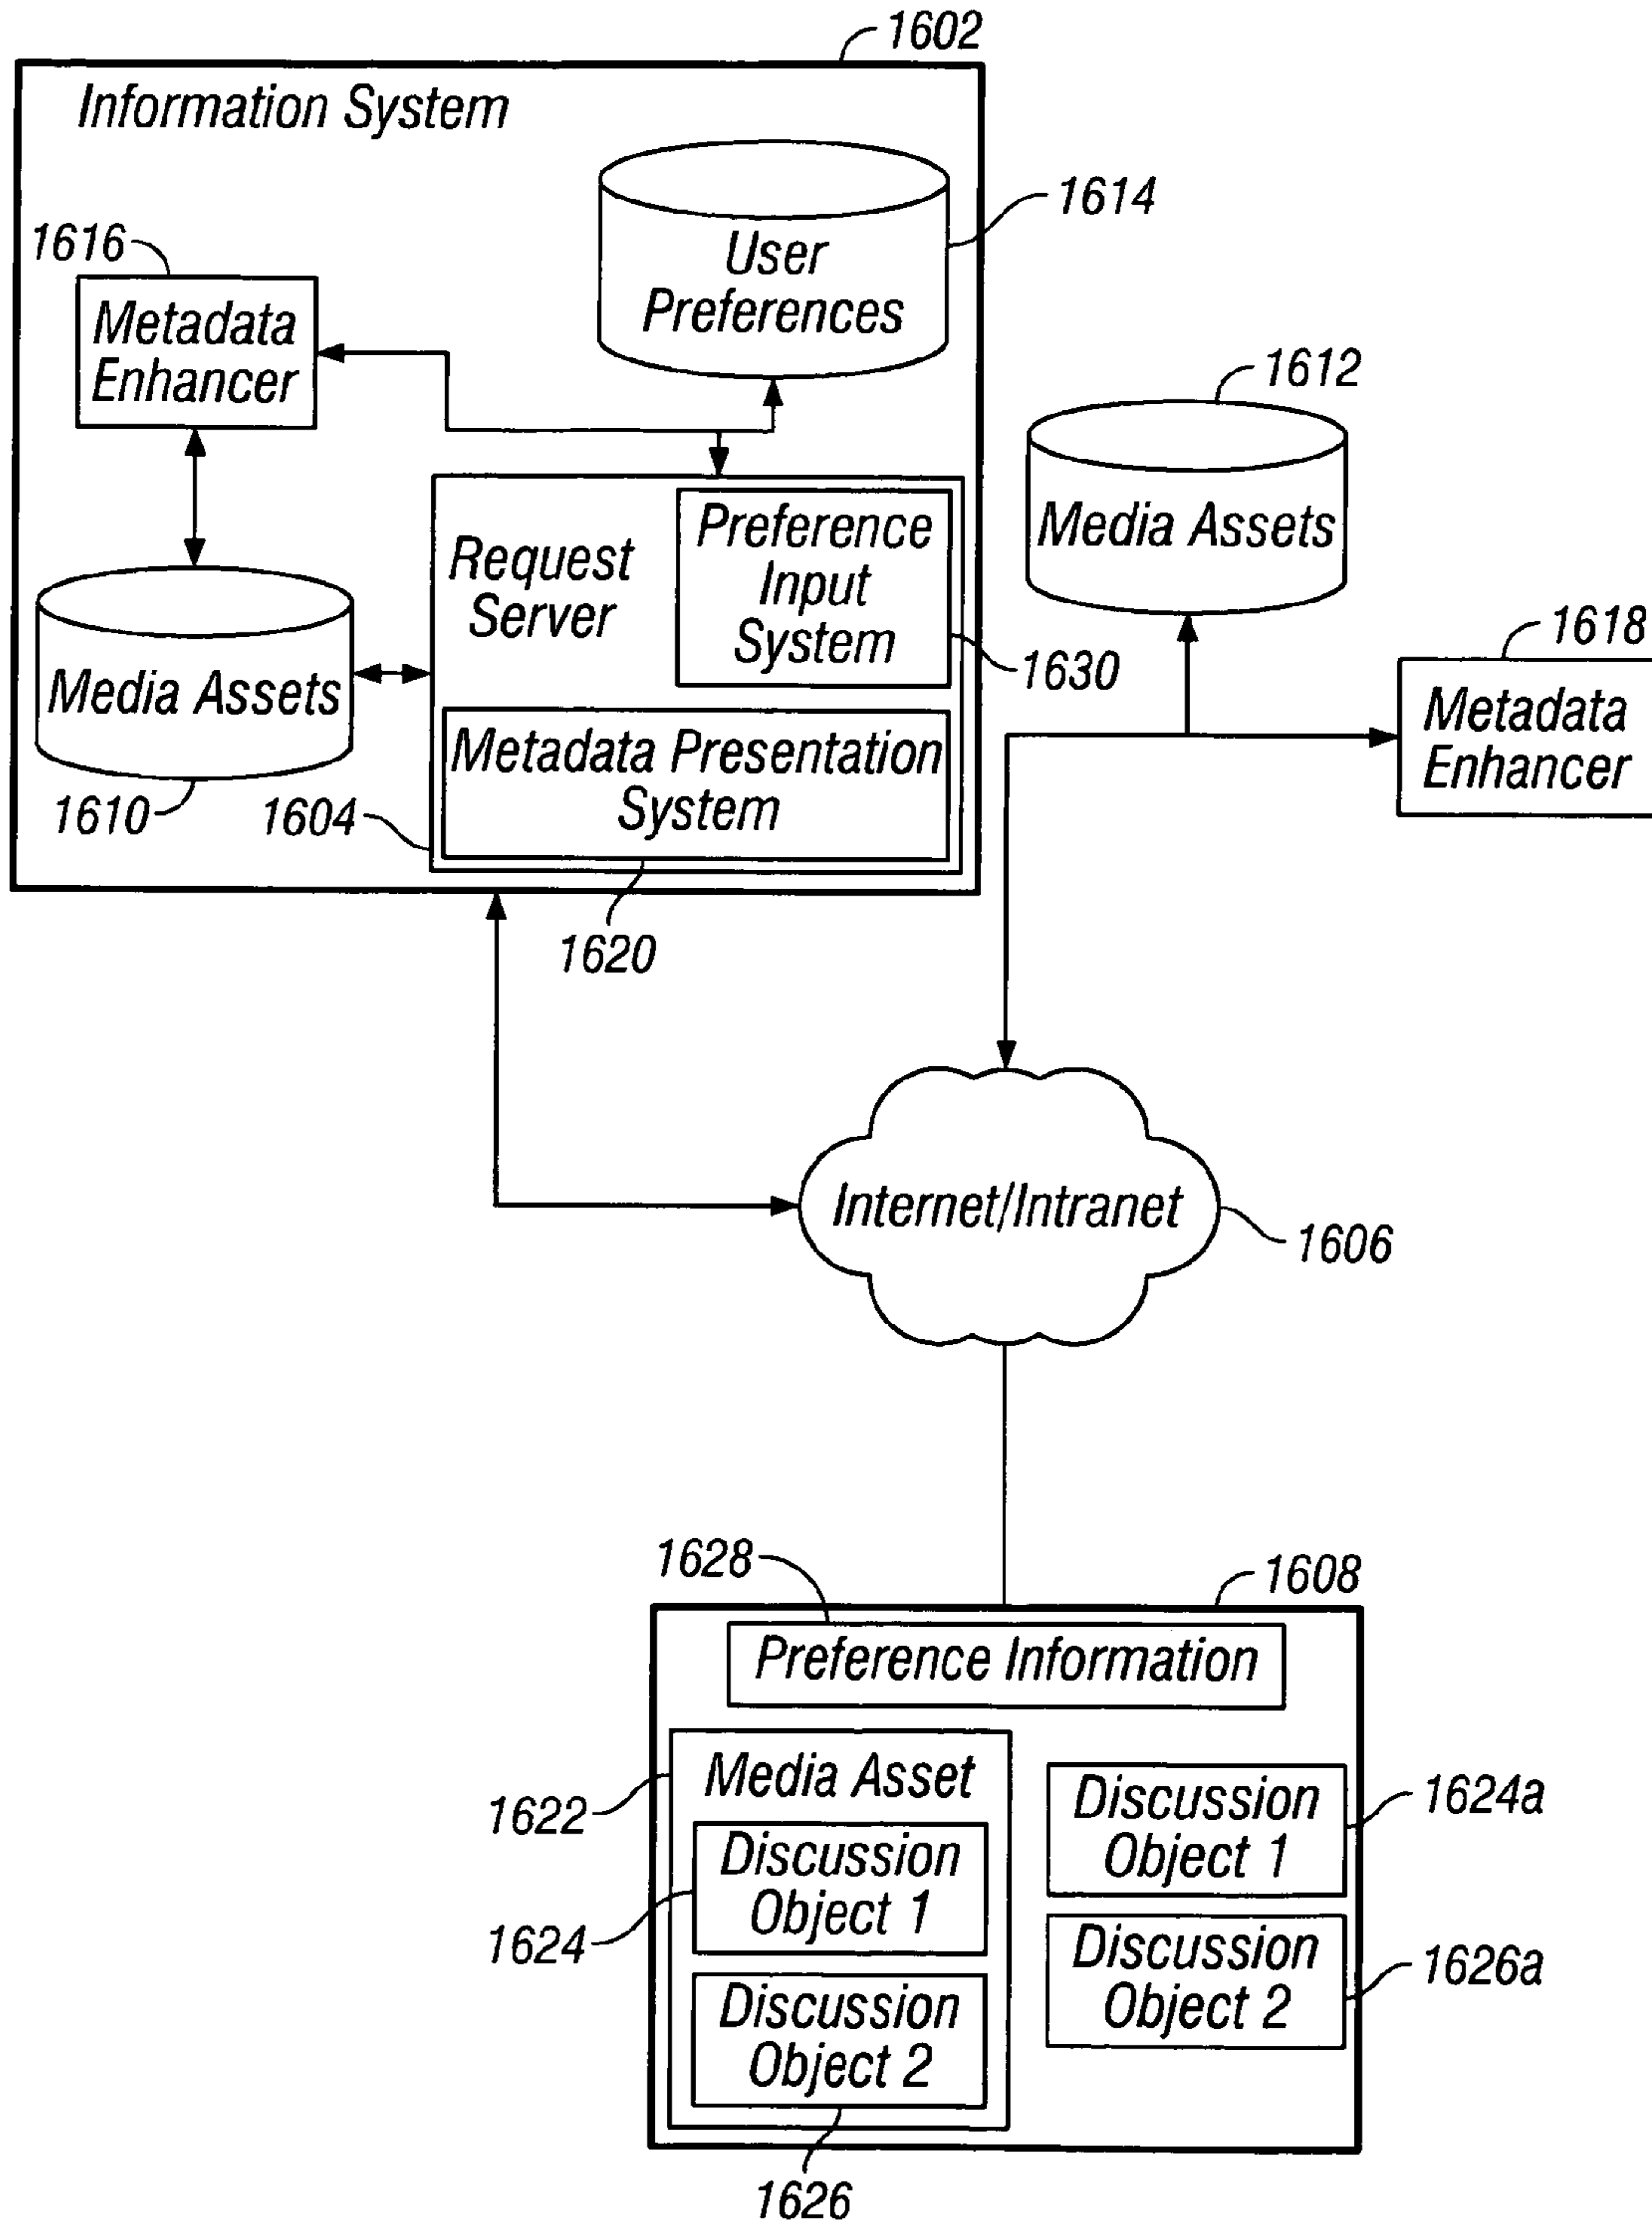 1602
Information System
1614
User
Preferences
1616
Metadata
Enhancer
1612
Media Assets
Request
Server
Preference
Input
System
1630
1618
Metadata
Enhancer
Media Assets
1610
1604
Metadata Presentation
System
1620
Internet/Intranet
1606
1628
1608
Preference Information
Media Asset
1622
Discussion
Object 1
1624
Discussion
Object 2
1626
Discussion
Object 1
1624a
Discussion
Object 2
1626a